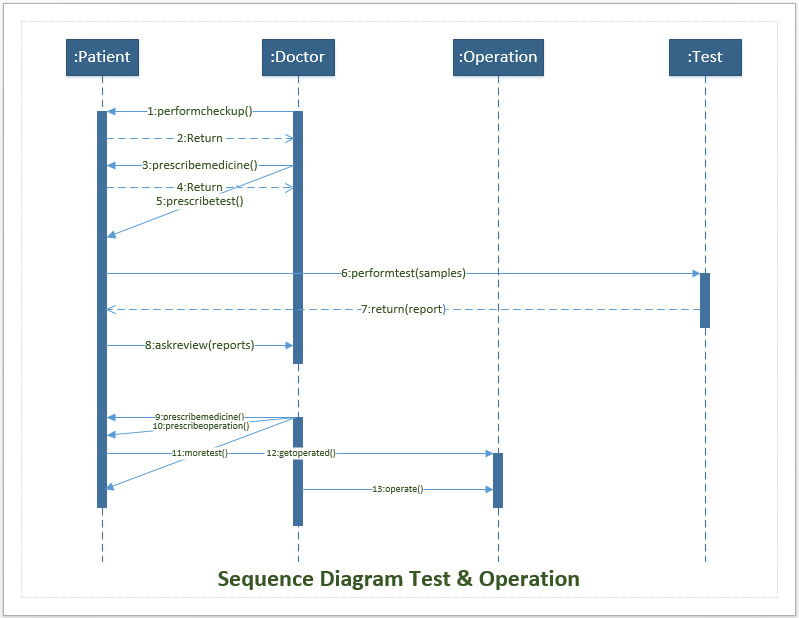 :Patient
:Doctor
:Operation
:Test
1:performcheckup()
2:Return
3:prescribemedicine()
4:Return
5:prescribetest()
6:performtest(samples)
7:return(report)
8:askreview(reports)
9:prescribemedicine()
10:prescribeoperation()
11:moretest()
12:getoperated()
13:operate()
Sequence Diagram Test & Operation